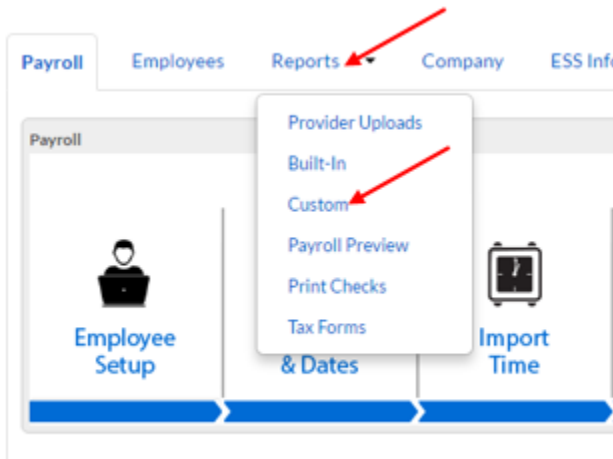 Payroll
Employees
Reports
Company
ESS Info
Payroll
Provider Uploads
Built-In
Custom
Payroll Preview
Print Checks
Tax Forms
Employee
Setup
& Dates
Import
Time